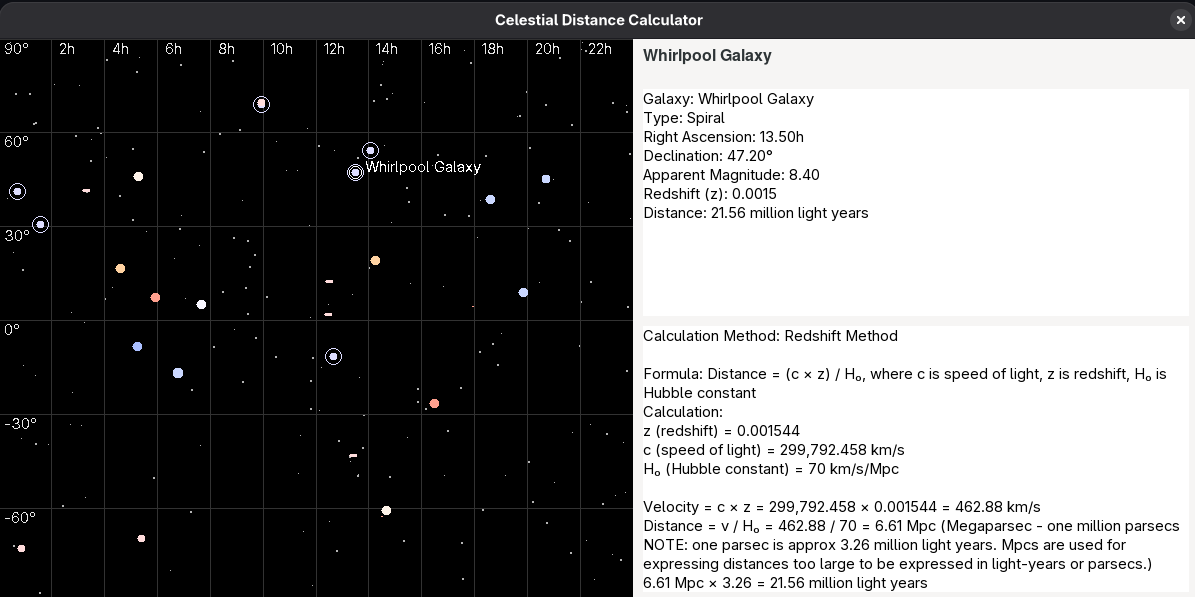 Celestial Distance Calculator
90° 2h 4h 6h 8h 10h 12h 14h 16h 18h 20h 22h
60°
30°
0°
-30°
-60°
Whirlpool Galaxy
Whirlpool Galaxy
Galaxy: Whirlpool Galaxy
Type: Spiral
Right Ascension: 13.50h
Declination: 47.20°
Apparent Magnitude: 8.40
Redshift (z): 0.0015
Distance: 21.56 million light years
Calculation Method: Redshift Method
Formula: Distance = (c × z) / H₀, where c is speed of light, z is redshift, H₀ is
Hubble constant
Calculation:
z (redshift) = 0.001544
c (speed of light) = 299,792.458 km/s
H₀ (Hubble constant) = 70 km/s/Mpc
Velocity = c × z = 299,792.458 × 0.001544 = 462.88 km/s
Distance = v / H₀ = 462.88 / 70 = 6.61 Mpc (Megaparsec - one million parsecs
NOTE: one parsec is approx 3.26 million light years. Mpcs are used for
expressing distances too large to be expressed in light-years or parsecs.)
6.61 Mpc × 3.26 = 21.56 million light years